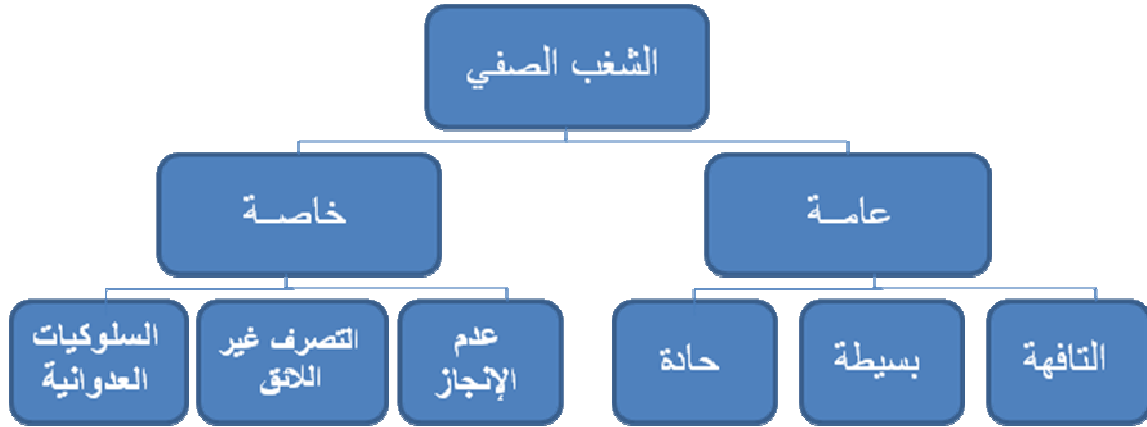 الشغب الصفي
عامـــة
خاصـــة
التافهة
بسيطة
حادة
عدم
الإنجاز
التصرف غير
اللائق
السلوكيات
العدوانية